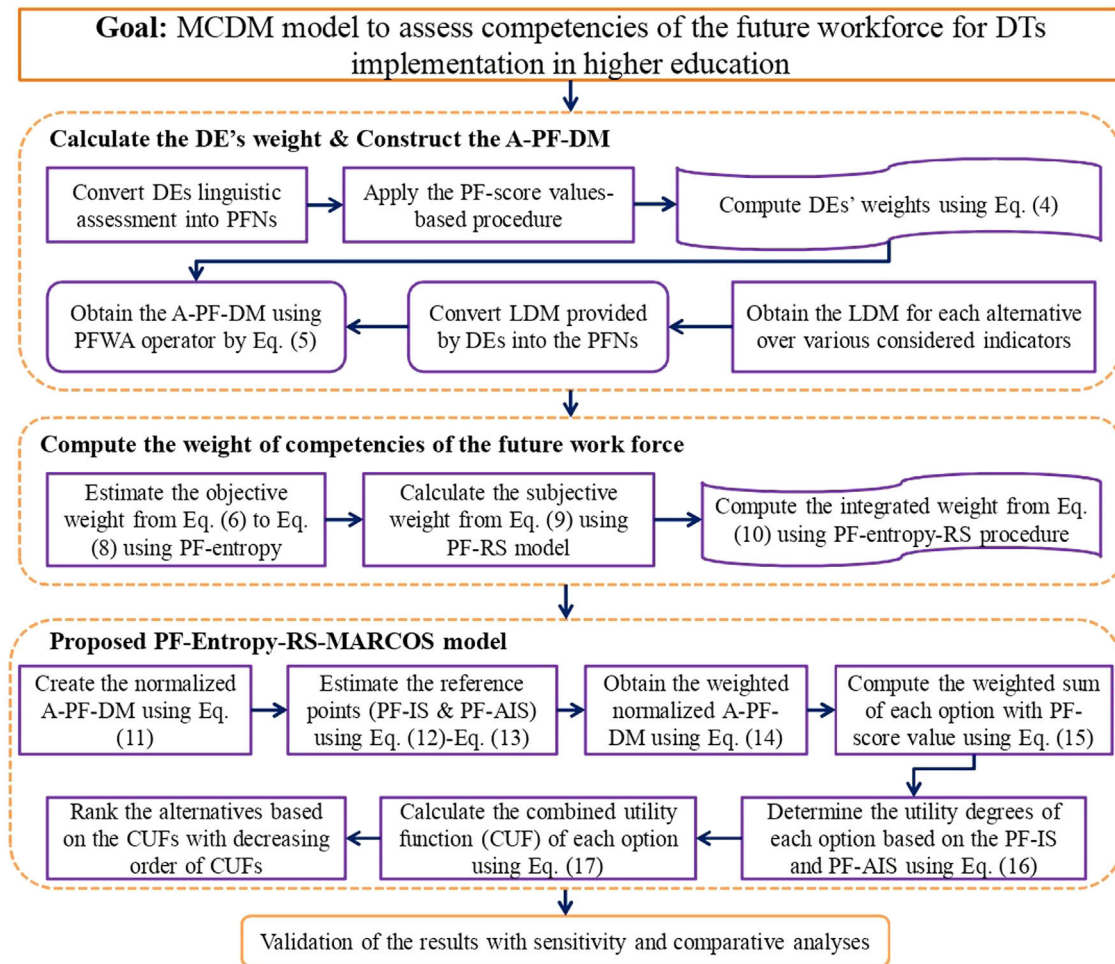 Goal: MCDM model to assess competencies of the future workforce for DTs
implementation in higher education
Calculate the DE's weight & Construct the A-PF-DM
Convert DEs linguistic
assessment into PFNs
Apply the PF-score values-
based procedure
Compute DEs' weights using Eq. (4)
Obtain the A-PF-DM using
PFWA operator by Eq. (5)
Convert LDM provided
by DEs into the PFNs
Obtain the LDM for each alternative
over various considered indicators
Compute the weight of competencies of the future work force
Estimate the objective
weight from Eq. (6) to Eq.
(8) using PF-entropy
Calculate the subjective
weight from Eq. (9) using
PF-RS model
Compute the integrated weight from Eq.
(10) using PF-entropy-RS procedure
Proposed PF-Entropy-RS-MARCOS model
Create the normalized
A-PF-DM using Eq.
(11)
Estimate the reference
points (PF-IS & PF-AIS)
using Eq. (12)-Eq. (13)
Obtain the weighted
normalized A-PF-
DM using Eq. (14)
Compute the weighted sum
of each option with PF-
score value using Eq. (15)
Rank the alternatives based
on the CUFs with decreasing
order of CUFs
Calculate the combined utility
function (CUF) of each option
using Eq. (17)
Determine the utility degrees of
each option based on the PF-IS
and PF-AIS using Eq. (16)
Validation of the results with sensitivity and comparative analyses